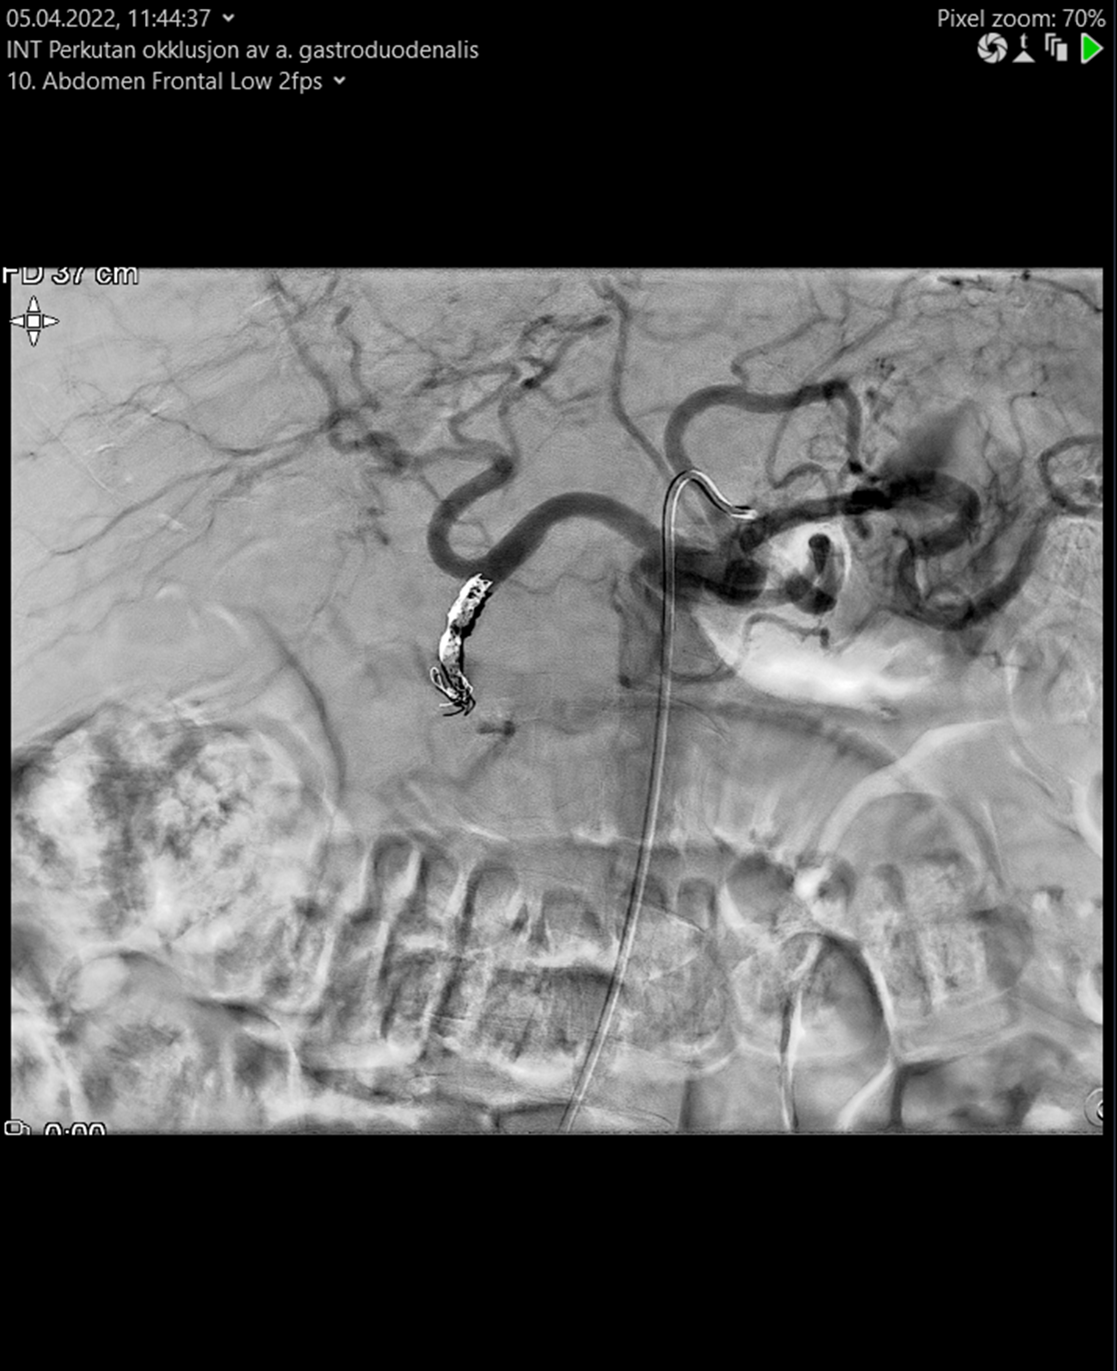 05.04.2022, 11:44:37
Pixel zoom: 70%
INT Perkutan okklusjon av a. gastroduodenalis
10. Abdomen Frontal Low 2fps
FD 37 cm
0:00